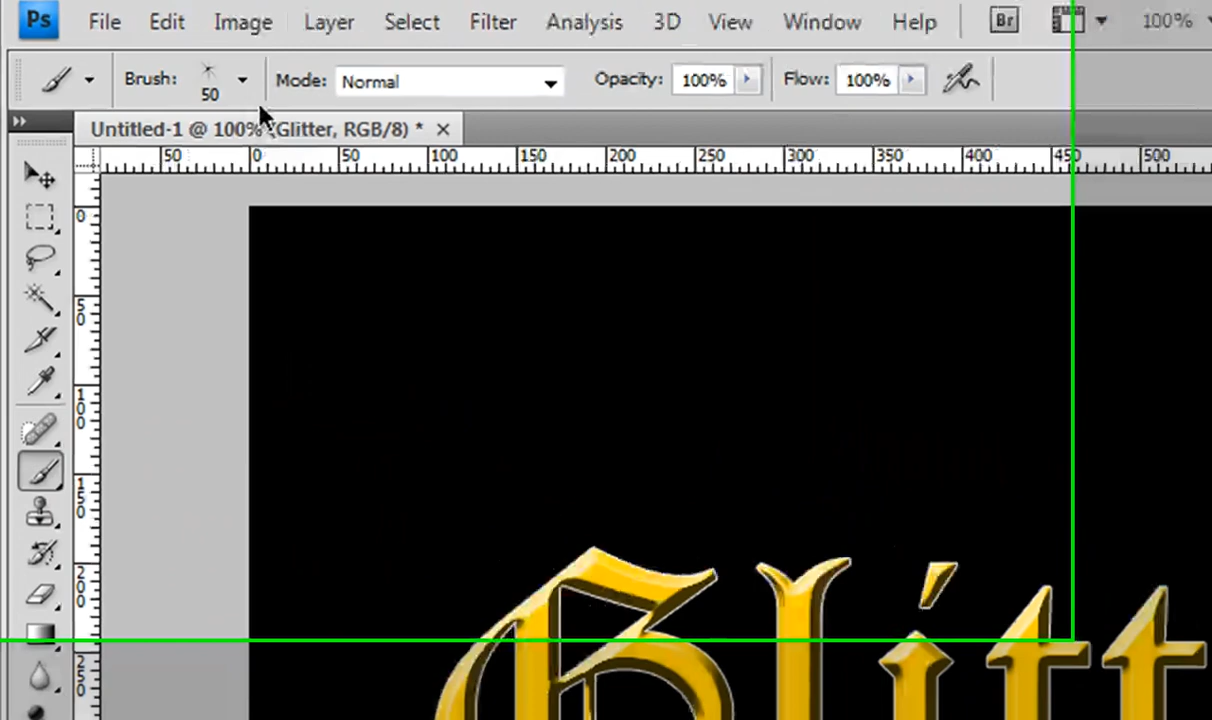 Ps File Edit Image Layer Select Filter Analysis 3D View Window Help Br 100%
Brush: 50 Mode: Normal Opacity: 100% Flow: 100%
Untitled-1 @ 100% (Glitter, RGB/8) *
50 0 50 100 150 200 250 300 350 400 450 500
0
50
100
150
200
250
Glitt